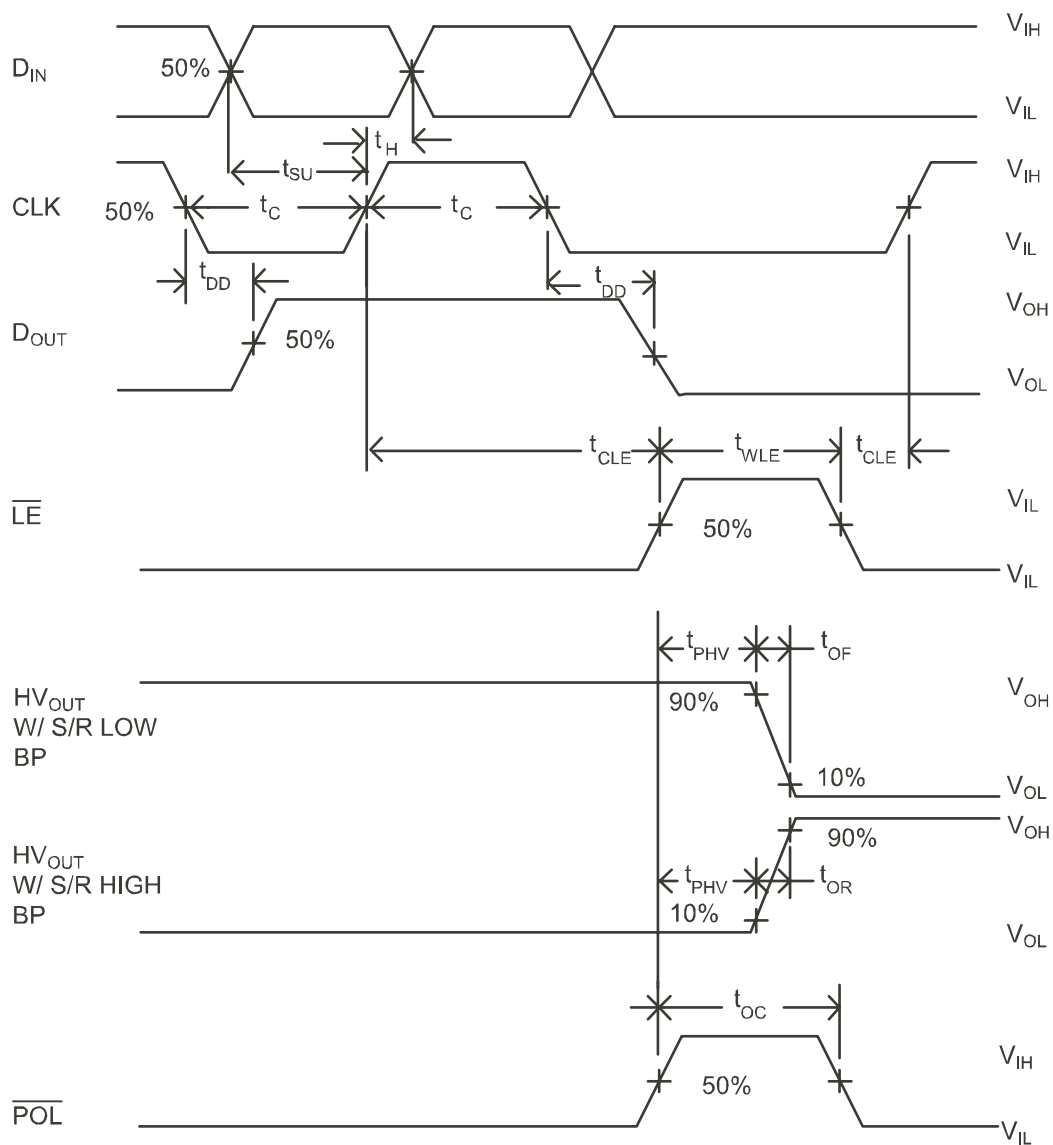 D_IN 50% V_IH
V_IL
t_H
t_SU
CLK 50% t_C t_C V_IH
V_IL
t_DD t_DD
D_OUT 50% V_OH
V_OL
t_CLE t_WLE t_CLE
L̅E̅ 50% V_IL
V_IL
t_PHV t_OF
HV_OUT 90% V_OH
W/ S/R LOW
BP 10% V_OL
V_OH
HV_OUT 90%
W/ S/R HIGH t_PHV t_OR
BP 10% V_OL
t_OC
V_IH
P̅O̅L̅ 50%
V_IL